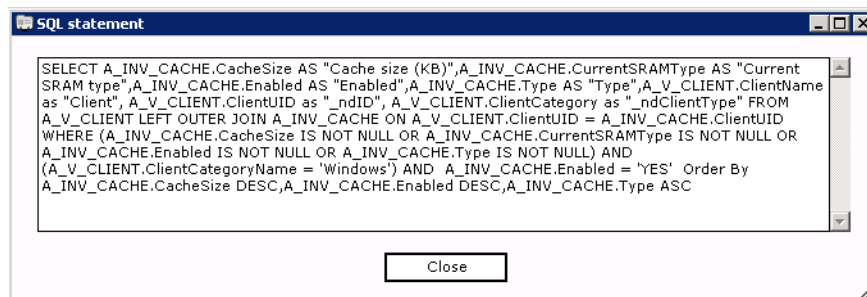 SQL statement
SELECT A_INV_CACHE.CacheSize AS "Cache size (KB)",A_INV_CACHE.CurrentSRAMType AS "Current
SRAM type",A_INV_CACHE.Enabled AS "Enabled",A_INV_CACHE.Type AS "Type",A_V_CLIENT.ClientName
as "Client", A_V_CLIENT.ClientUID as "_ndID", A_V_CLIENT.ClientCategory as "_ndClientType" FROM
A_V_CLIENT LEFT OUTER JOIN A_INV_CACHE ON A_V_CLIENT.ClientUID = A_INV_CACHE.ClientUID
WHERE (A_INV_CACHE.CacheSize IS NOT NULL OR A_INV_CACHE.CurrentSRAMType IS NOT NULL OR
A_INV_CACHE.Enabled IS NOT NULL OR A_INV_CACHE.Type IS NOT NULL) AND
(A_V_CLIENT.ClientCategoryName = 'Windows') AND  A_INV_CACHE.Enabled = 'YES'  Order By
A_INV_CACHE.CacheSize DESC,A_INV_CACHE.Enabled DESC,A_INV_CACHE.Type ASC
Close